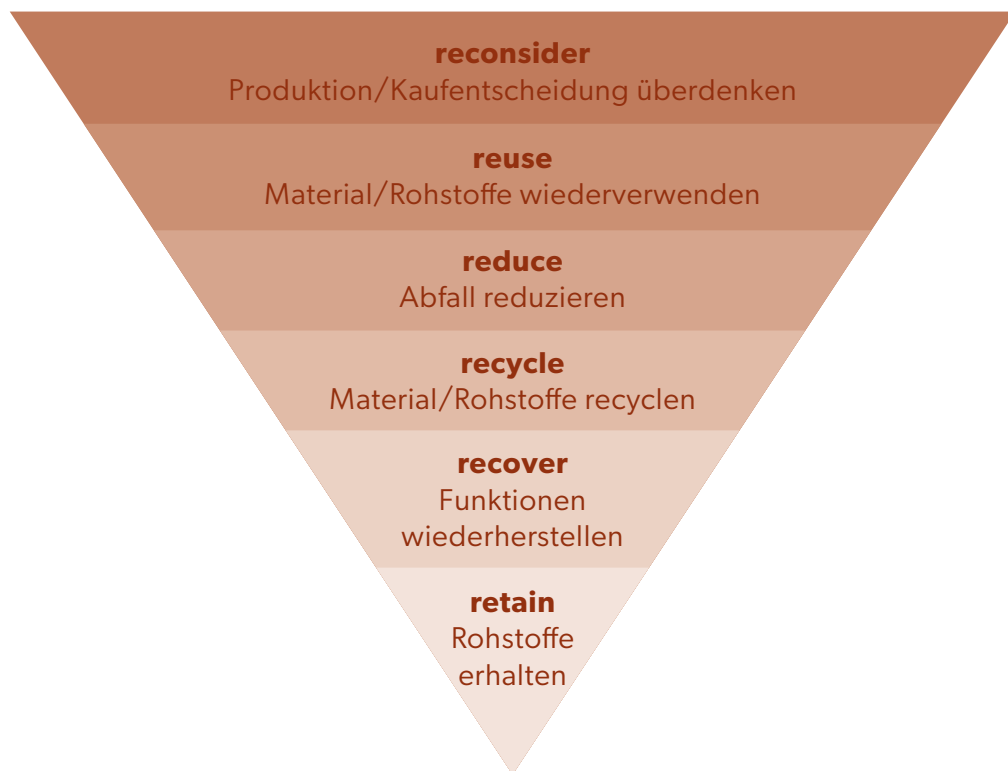 reconsider
Produktion/Kaufentscheidung überdenken
reuse
Material/Rohstoffe wiederverwenden
reduce
Abfall reduzieren
recycle
Material/Rohstoffe recyclen
recover
Funktionen
wiederherstellen
retain
Rohstoffe
erhalten